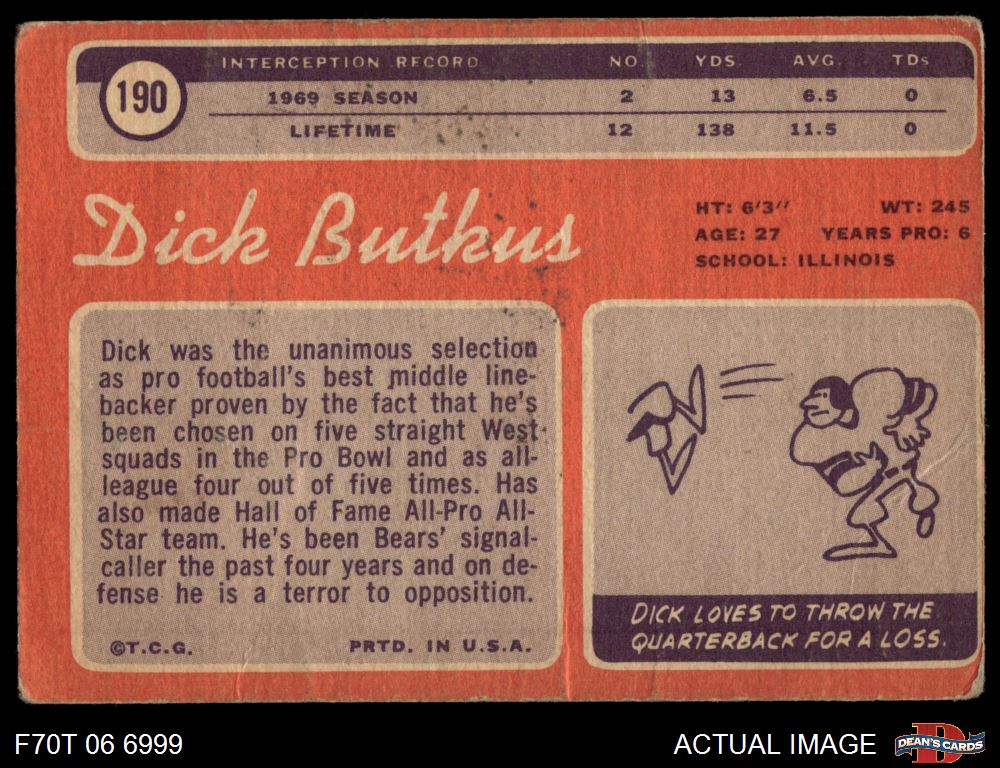 INTERCEPTION RECORD NO. YDS. AVG. TDs
190
1969 SEASON 2 13 6.5 0
LIFETIME 12 138 11.5 0
Dick Butkus
HT: 6'3" WT: 245
AGE: 27 YEARS PRO: 6
SCHOOL: ILLINOIS
Dick was the unanimous selection
as pro football's best middle line-
backer proven by the fact that he's
been chosen on five straight West
squads in the Pro Bowl and as all-
league four out of five times. Has
also made Hall of Fame All-Pro All-
Star team. He's been Bears' signal-
caller the past four years and on de-
fense he is a terror to opposition.
©T.C.G. PRTD. IN U.S.A.
DICK LOVES TO THROW THE
QUARTERBACK FOR A LOSS.
F70T 06 6999
ACTUAL IMAGE
D
DEAN'S CARDS